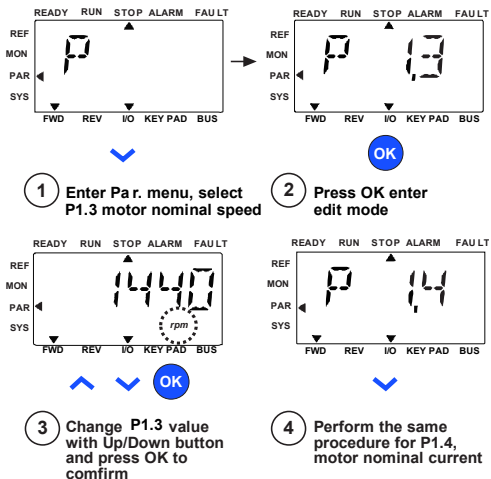 READY RUN STOP ALARM FAULT
REF
MON
PAR
SYS
P
FWD REV I/O KEYPAD BUS
READY RUN STOP ALARM FAULT
REF
MON
PAR
SYS
P 1,3
FWD REV I/O KEYPAD BUS
OK
1 Enter Par. menu, select
P1.3 motor nominal speed
2 Press OK enter
edit mode
READY RUN STOP ALARM FAULT
REF
MON
PAR
SYS
1440
rpm
FWD REV I/O KEYPAD BUS
OK
READY RUN STOP ALARM FAULT
REF
MON
PAR
SYS
P 1,4
FWD REV I/O KEYPAD BUS
3 Change P1.3 value
with Up/Down button
and press OK to
comfirm
4 Perform the same
procedure for P1.4,
motor nominal current